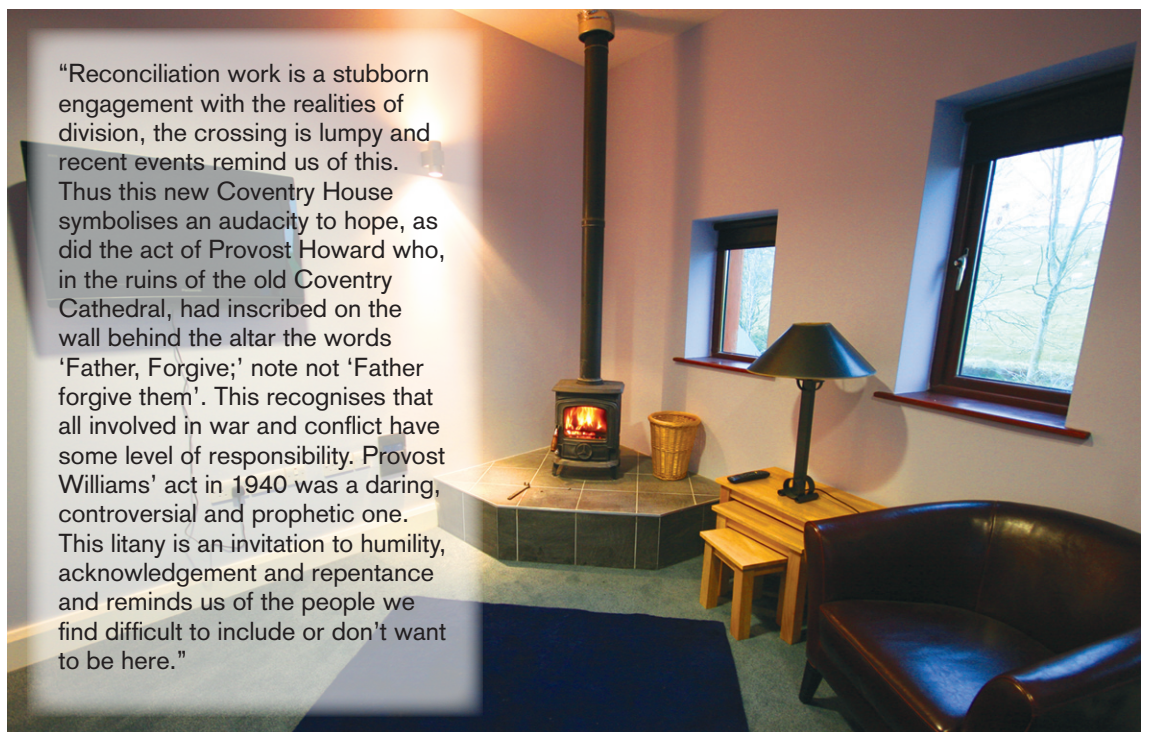 “Reconciliation work is a stubborn
engagement with the realities of
division, the crossing is lumpy and
recent events remind us of this.
Thus this new Coventry House
symbolises an audacity to hope, as
did the act of Provost Howard who,
in the ruins of the old Coventry
Cathedral, had inscribed on the
wall behind the altar the words
‘Father, Forgive;’ note not ‘Father
forgive them’. This recognises that
all involved in war and conflict have
some level of responsibility. Provost
Williams’ act in 1940 was a daring,
controversial and prophetic one.
This litany is an invitation to humility,
acknowledgement and repentance
and reminds us of the people we
find difficult to include or don’t want
to be here.”